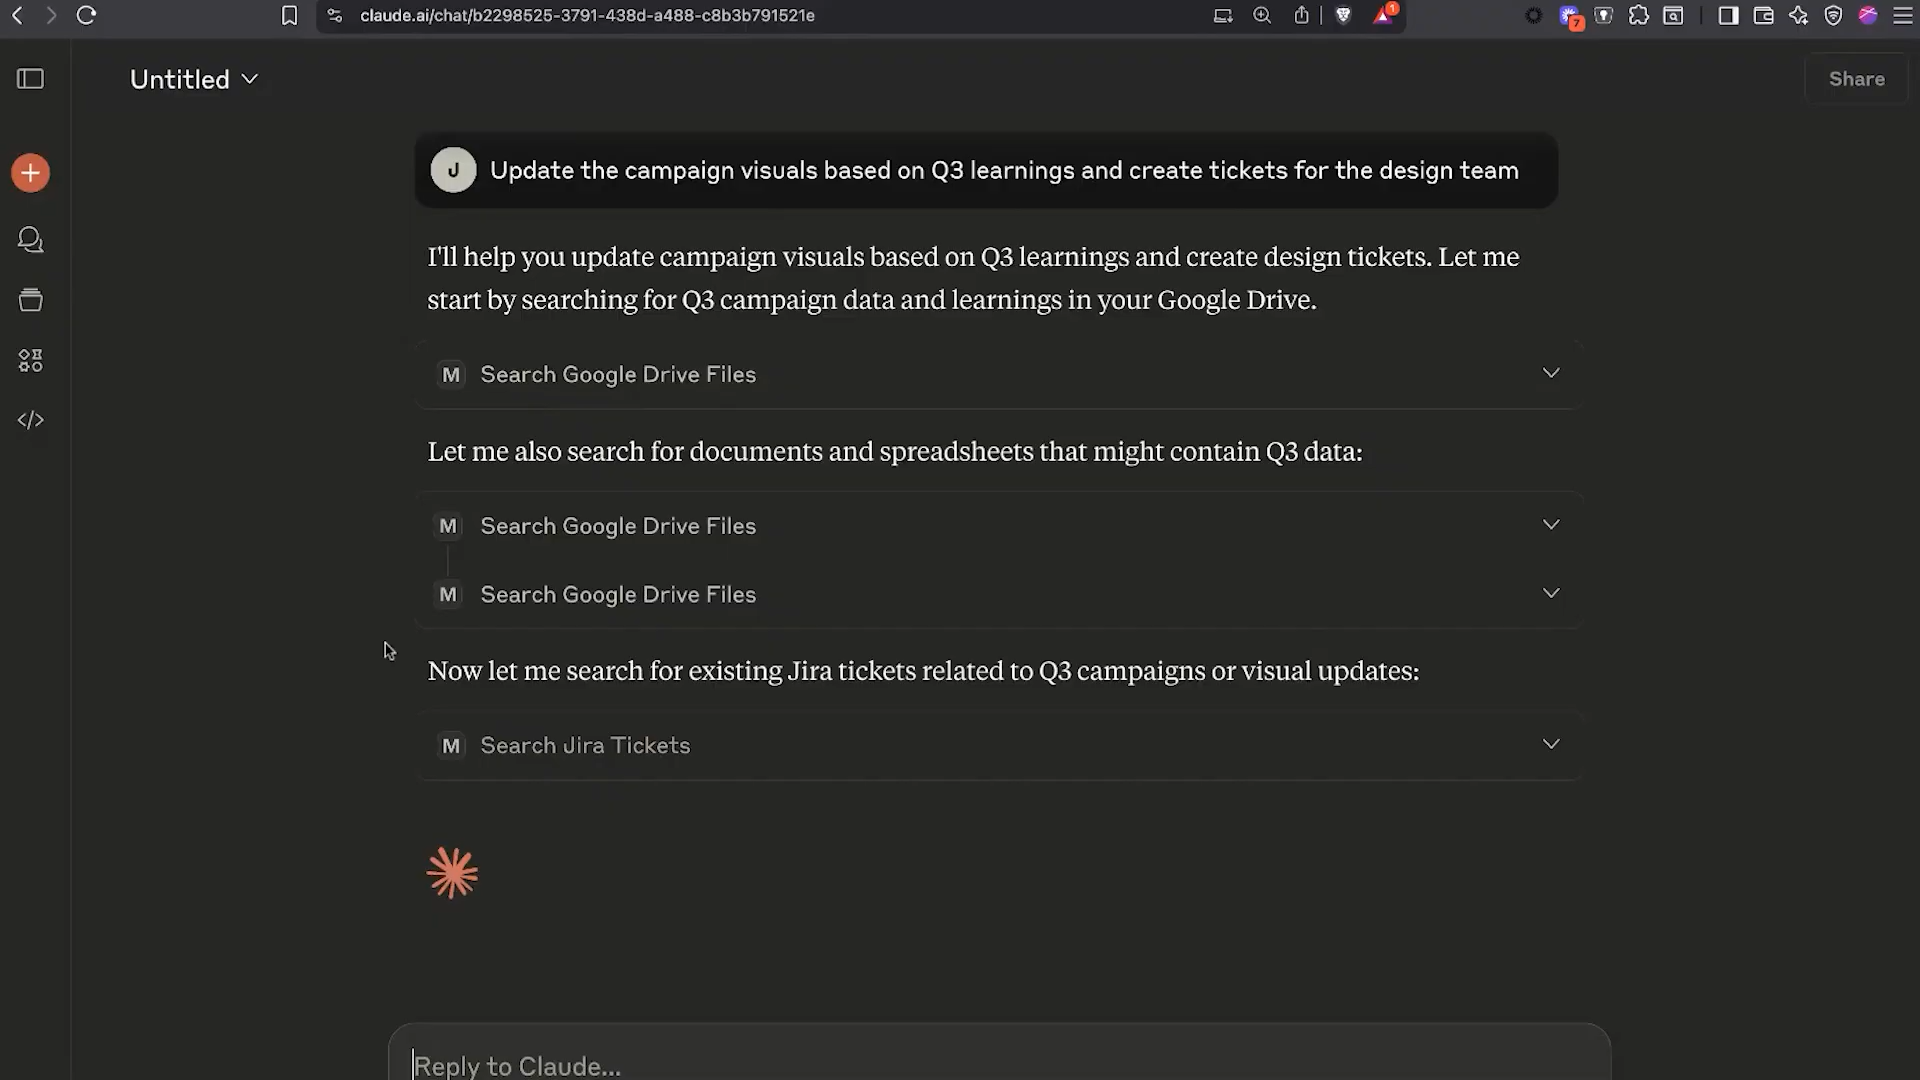 claude.ai/chat/b2298525-3791-438d-a488-c8b3b791521e
1
7
Untitled
Share
J
Update the campaign visuals based on Q3 learnings and create tickets for the design team
I'll help you update campaign visuals based on Q3 learnings and create design tickets. Let me
start by searching for Q3 campaign data and learnings in your Google Drive.
M Search Google Drive Files
Let me also search for documents and spreadsheets that might contain Q3 data:
M Search Google Drive Files
M Search Google Drive Files
Now let me search for existing Jira tickets related to Q3 campaigns or visual updates:
M Search Jira Tickets
Reply to Claude...